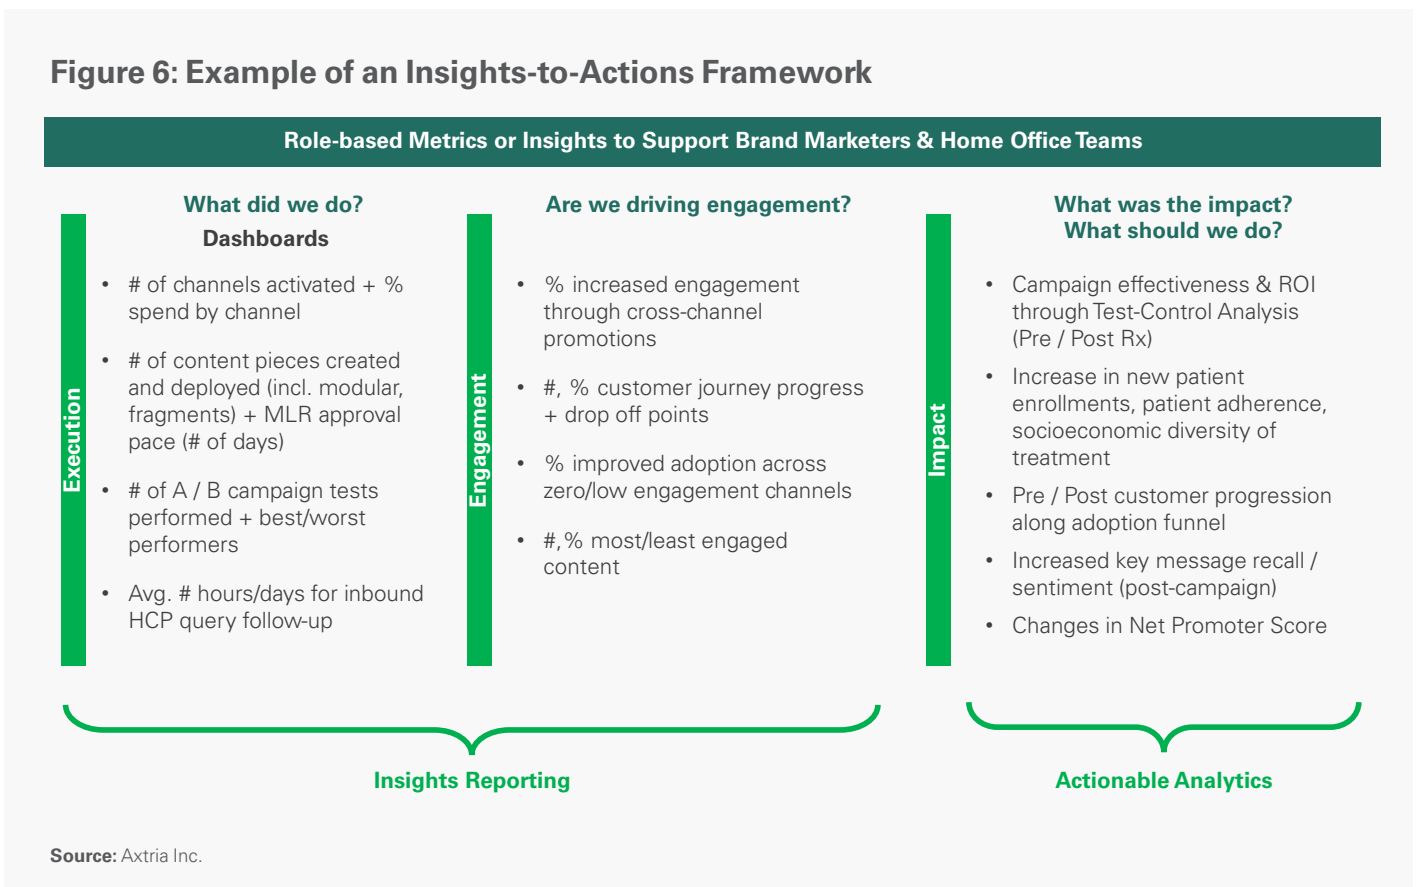 Figure 6: Example of an Insights-to-Actions Framework
Role-based Metrics or Insights to Support Brand Marketers & Home Office Teams
Execution
What did we do?
Dashboards
• # of channels activated + %
spend by channel
• # of content pieces created
and deployed (incl. modular,
fragments) + MLR approval
pace (# of days)
• # of A / B campaign tests
performed + best/worst
performers
• Avg. # hours/days for inbound
HCP query follow-up
Engagement
Are we driving engagement?
• % increased engagement
through cross-channel
promotions
• #, % customer journey progress
+ drop off points
• % improved adoption across
zero/low engagement channels
• #,% most/least engaged
content
Impact
What was the impact?
What should we do?
• Campaign effectiveness & ROI
through Test-Control Analysis
(Pre / Post Rx)
• Increase in new patient
enrollments, patient adherence,
socioeconomic diversity of
treatment
• Pre / Post customer progression
along adoption funnel
• Increased key message recall /
sentiment (post-campaign)
• Changes in Net Promoter Score
Insights Reporting
Actionable Analytics
Source: Axtria Inc.